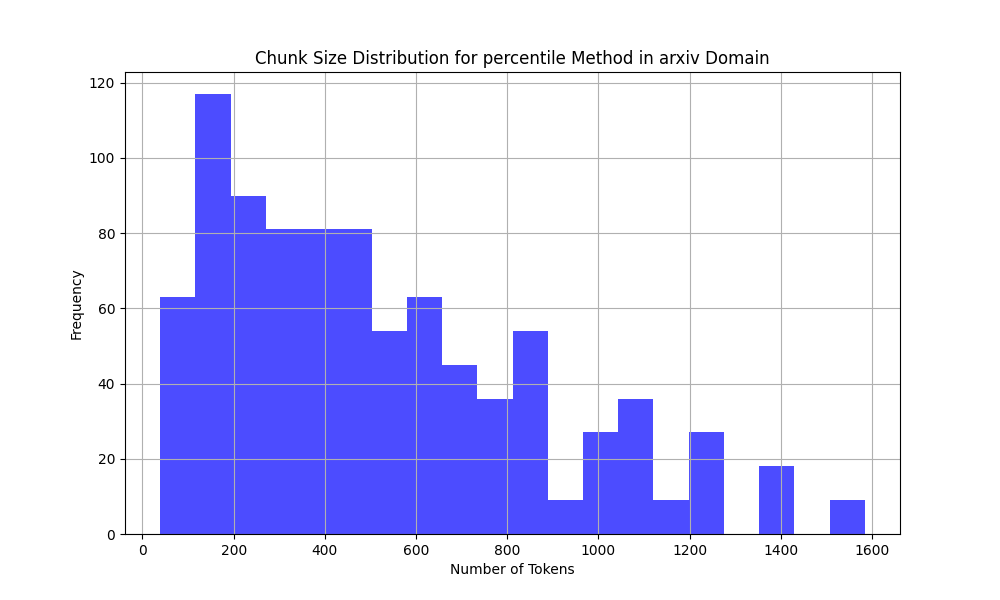 Chunk Size Distribution for percentile Method in arxiv Domain
120
100
80
60
40
20
0
Frequency
0 200 400 600 800 1000 1200 1400 1600
Number of Tokens